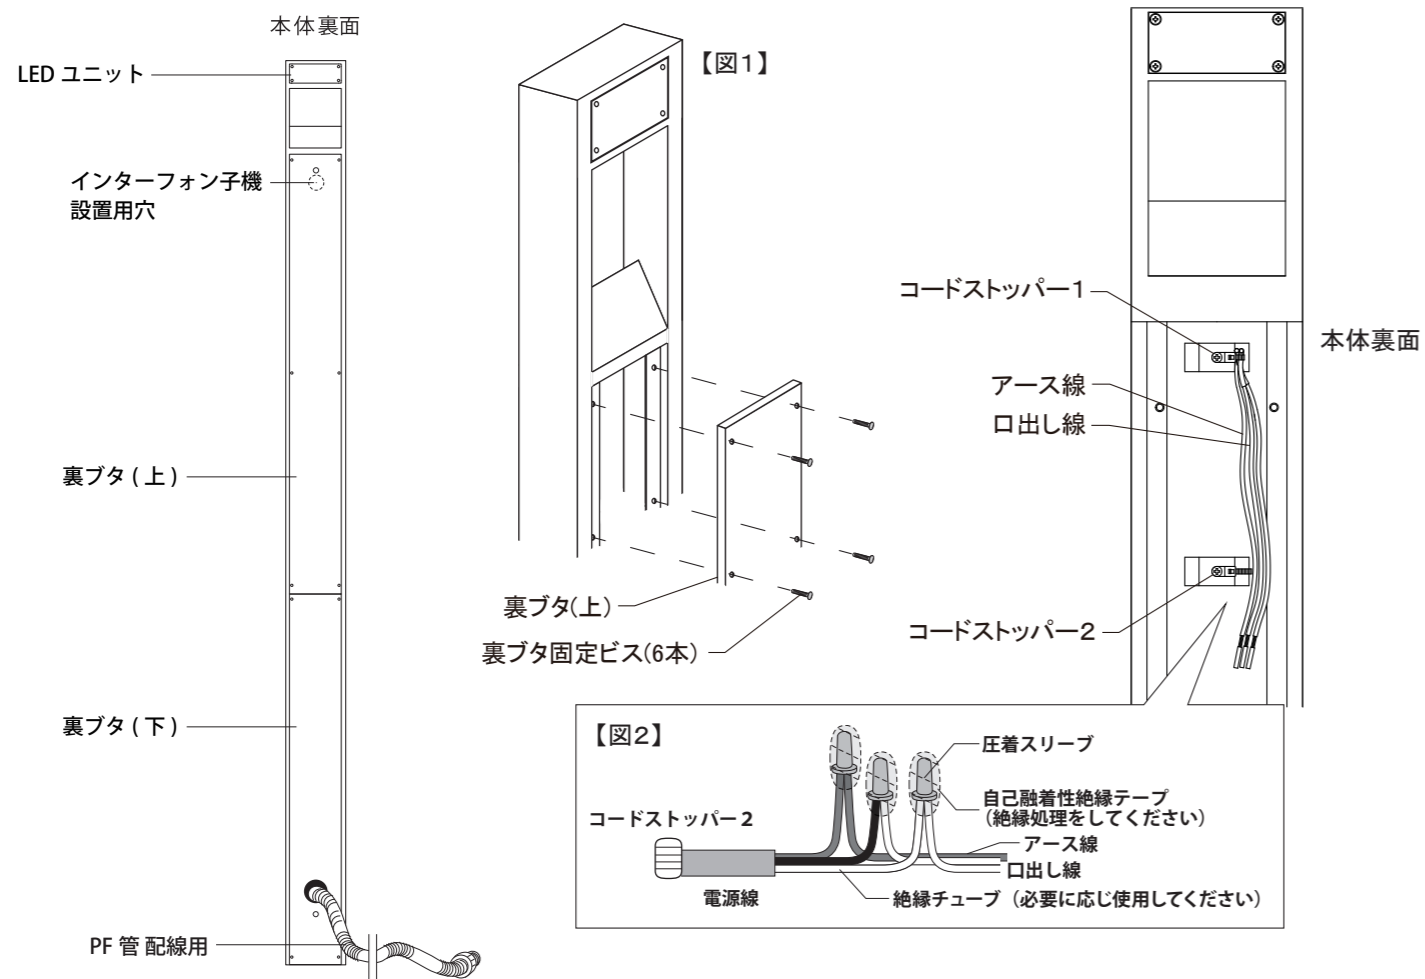 本体裏面
LED ユニット
インターフォン子機
設置用穴
裏ブタ ( 上 )
裏ブタ ( 下 )
PF 管 配線用
【図1】
裏ブタ(上)
裏ブタ固定ビス(6本)
コードストッパー1
本体裏面
アース線
口出し線
コードストッパー2
【図2】
圧着スリーブ
自己融着性絶縁テープ
(絶縁処理をしてください)
コードストッパー 2
アース線
口出し線
電源線
絶縁チューブ(必要に応じ使用してください)